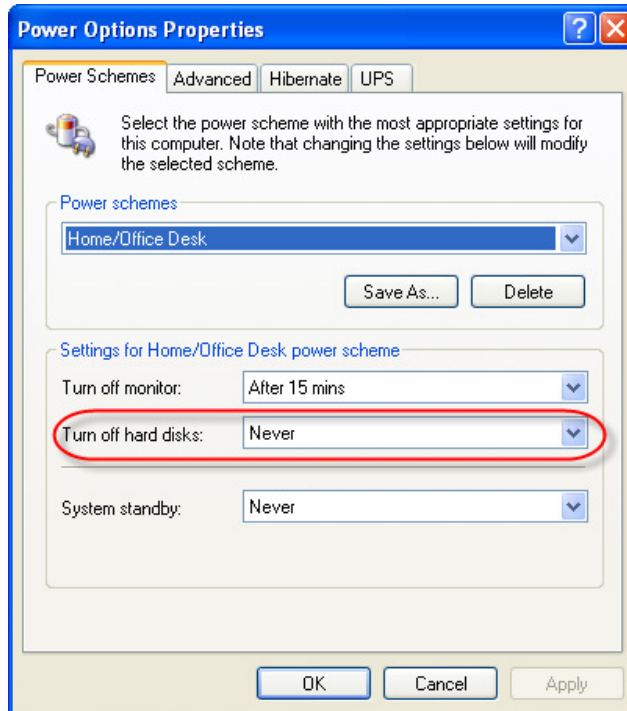 Power Options Properties
Power Schemes Advanced Hibernate UPS
Select the power scheme with the most appropriate settings for
this computer. Note that changing the settings below will modify
the selected scheme.
Power schemes
Home/Office Desk
Save As... Delete
Settings for Home/Office Desk power scheme
Turn off monitor: After 15 mins
Turn off hard disks: Never
System standby: Never
OK Cancel Apply